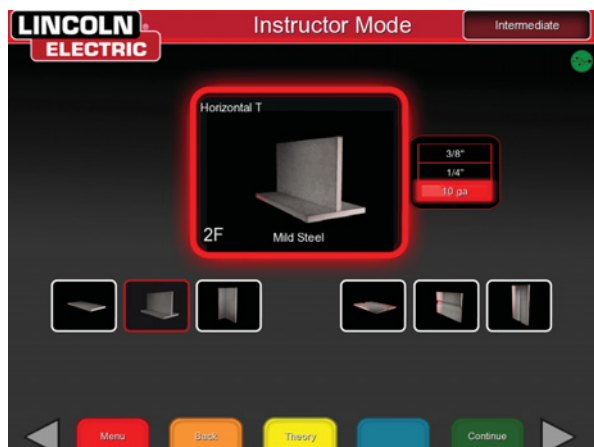 LINCOLN ®
ELECTRIC
Instructor Mode
Intermediate
Horizontal T
2F
Mild Steel
3/8"
1/4"
10 ga
Menu
Back
Theory
Continue